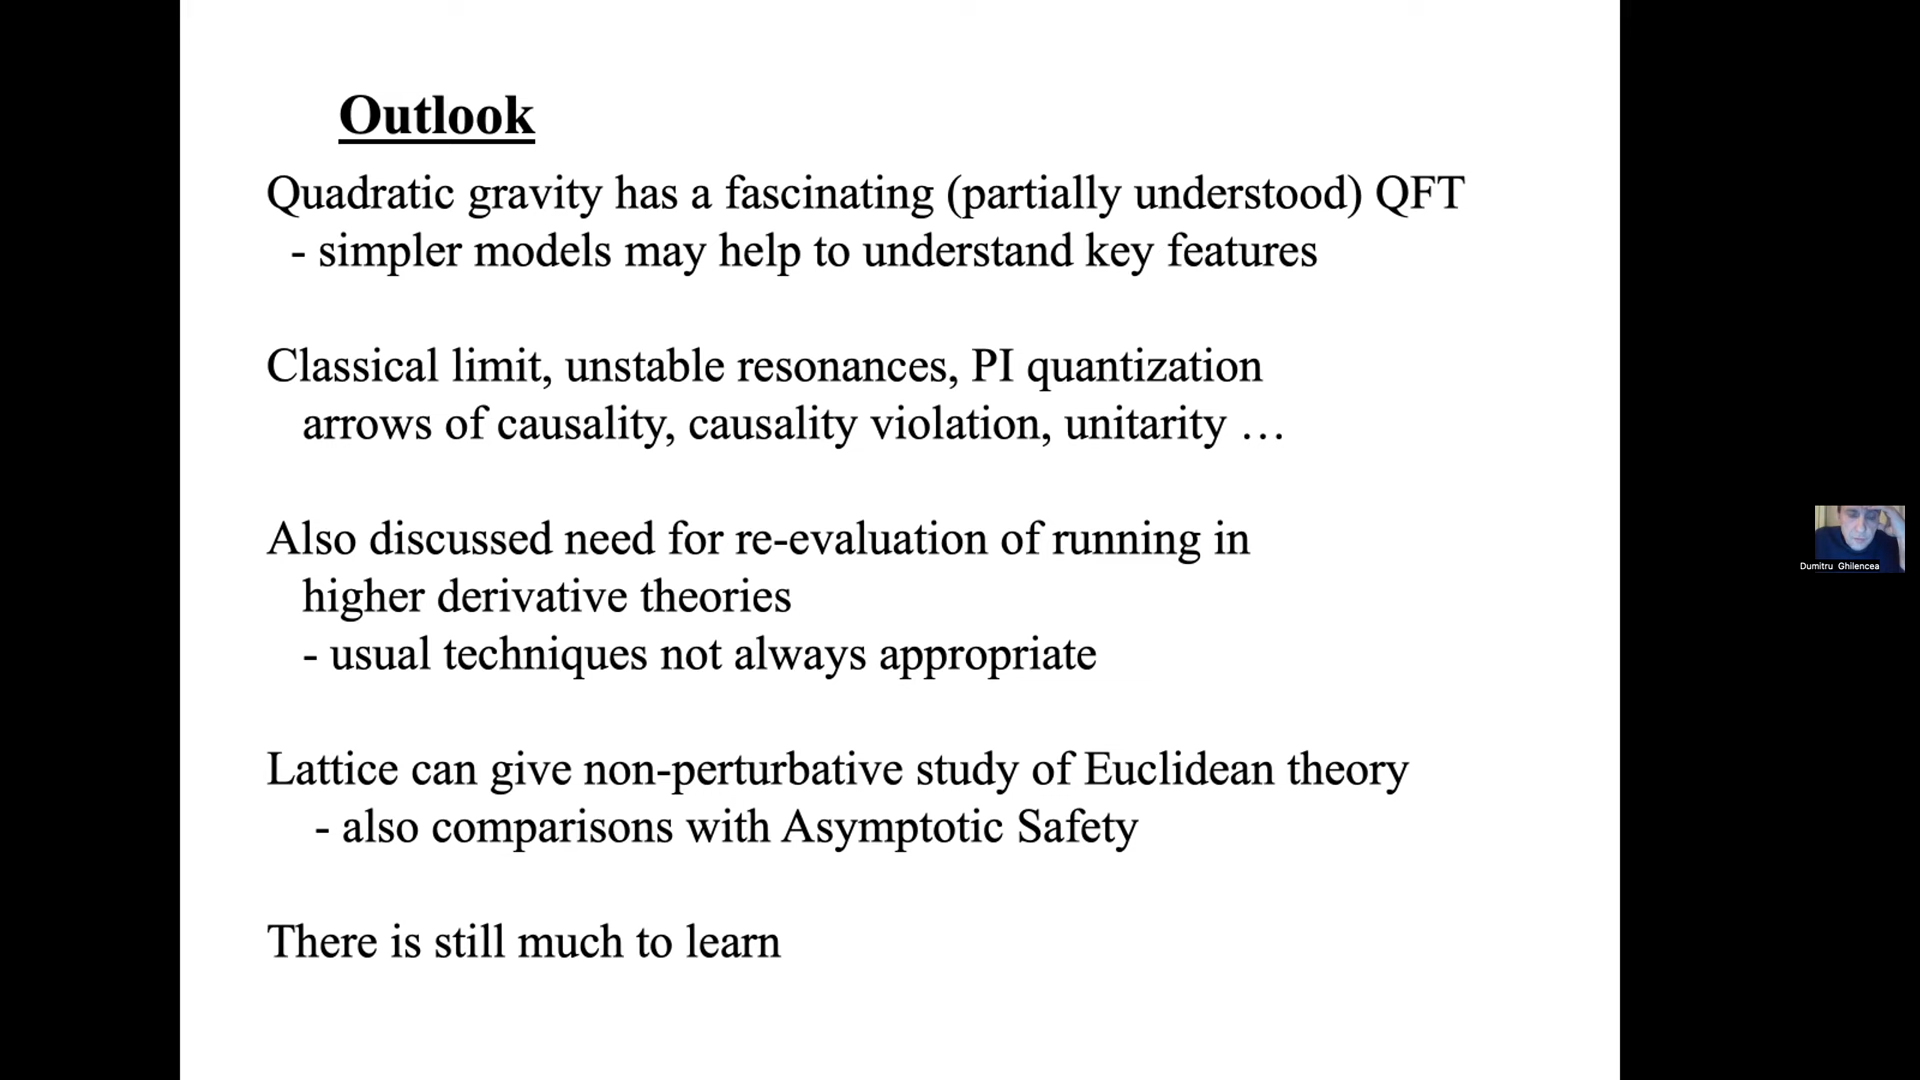 Outlook
Quadratic gravity has a fascinating (partially understood) QFT
- simpler models may help to understand key features
Classical limit, unstable resonances, PI quantization
arrows of causality, causality violation, unitarity …
Also discussed need for re-evaluation of running in
higher derivative theories
- usual techniques not always appropriate
Lattice can give non-perturbative study of Euclidean theory
- also comparisons with Asymptotic Safety
There is still much to learn
Dumitru Ghilencea